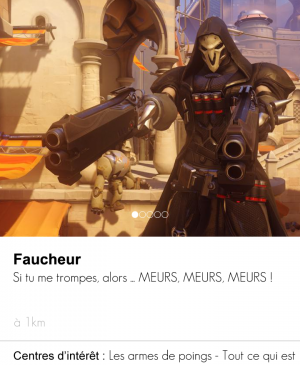 Faucheur
Si tu me trompes, alors ... MEURS, MEURS, MEURS !
à 1km
Centres d'intérêt : Les armes de poings - Tout ce qui est